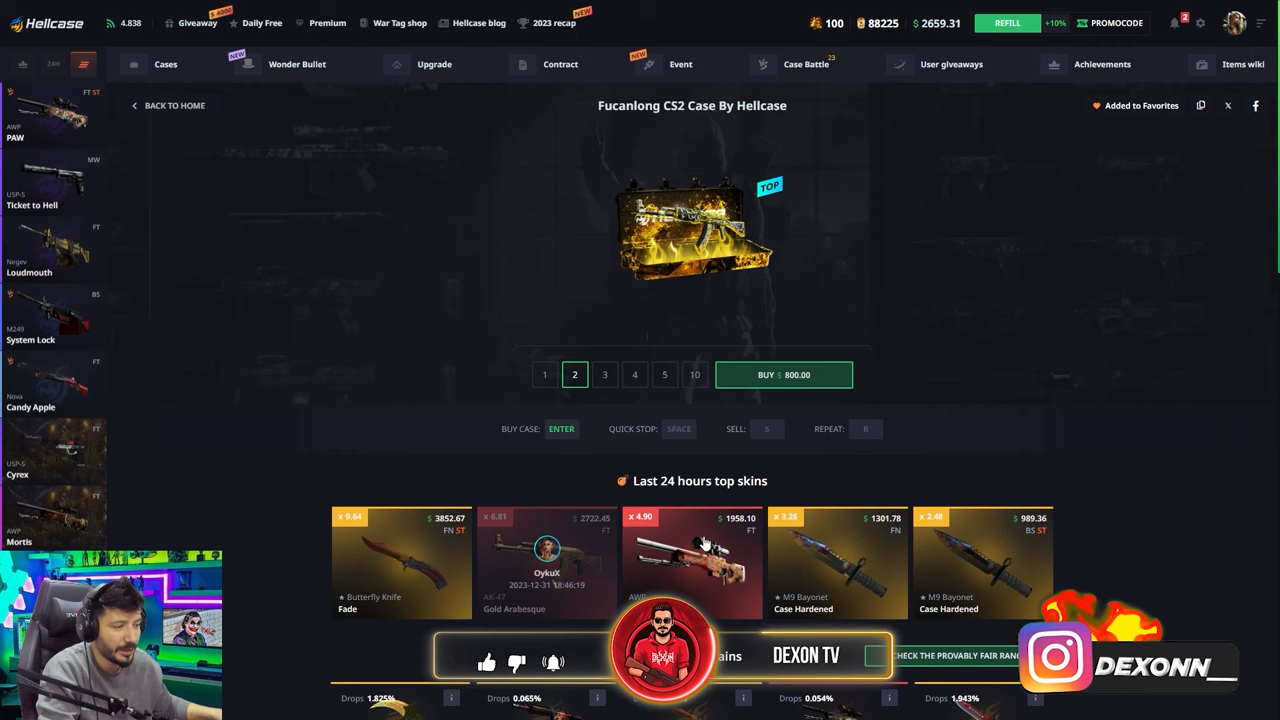 Hellcase
4.838
Giveaway
$ 4000
Daily Free
Premium
War Tag shop
Hellcase blog
2023 recap
NEW
100
88225
$ 2659.31
REFILL
+10%
PROMOCODE
2
24H
Cases
NEW
Wonder Bullet
Upgrade
Contract
NEW
Event
Case Battle
23
User giveaways
Achievements
Items wiki
BACK TO HOME
Fucanlong CS2 Case By Hellcase
Added to Favorites
TOP
FT ST
AWP
PAW
MW
USP-S
Ticket to Hell
FT
Negev
Loudmouth
BS
M249
System Lock
FT
Nova
Candy Apple
FT
USP-S
Cyrex
FT
AWP
Mortis
1
2
3
4
5
10
BUY $ 800.00
BUY CASE:
ENTER
QUICK STOP:
SPACE
SELL:
S
REPEAT:
R
Last 24 hours top skins
x 9.64
$ 3852.67
FN ST
★ Butterfly Knife
Fade
x 6.81
$ 2722.45
FT
OykuX
2023-12-31 18:46:19
AK-47
Gold Arabesque
x 4.90
$ 1958.10
FT
AWP
x 3.26
$ 1301.78
FN
★ M9 Bayonet
Case Hardened
x 2.48
$ 989.36
BS ST
★ M9 Bayonet
Case Hardened
ains
DEXON TV
CHECK THE PROVABLY FAIR RANG
DEXONN__
Drops 1.825%
Drops 0.065%
Drops 0.054%
Drops 1.943%